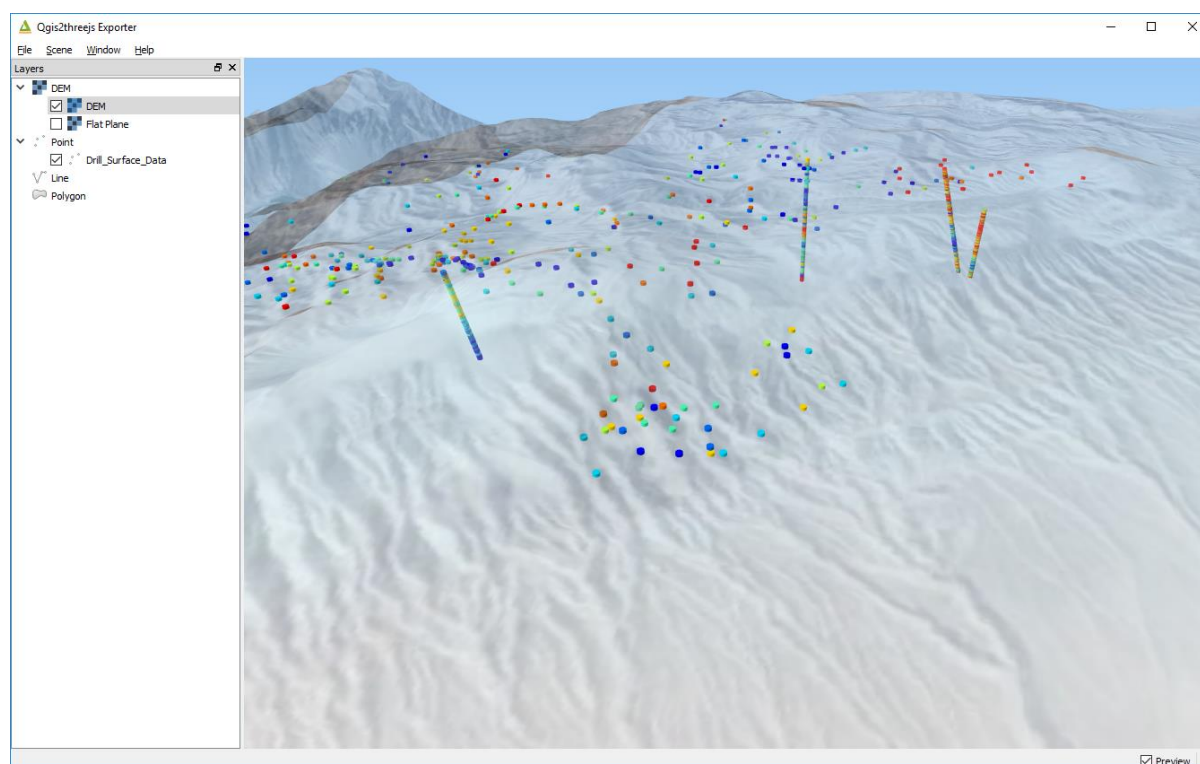 Qgis2threejs Exporter
File Scene Window Help
Layers
DEM
DEM
Flat Plane
Point
Drill_Surface_Data
Line
Polygon
Preview